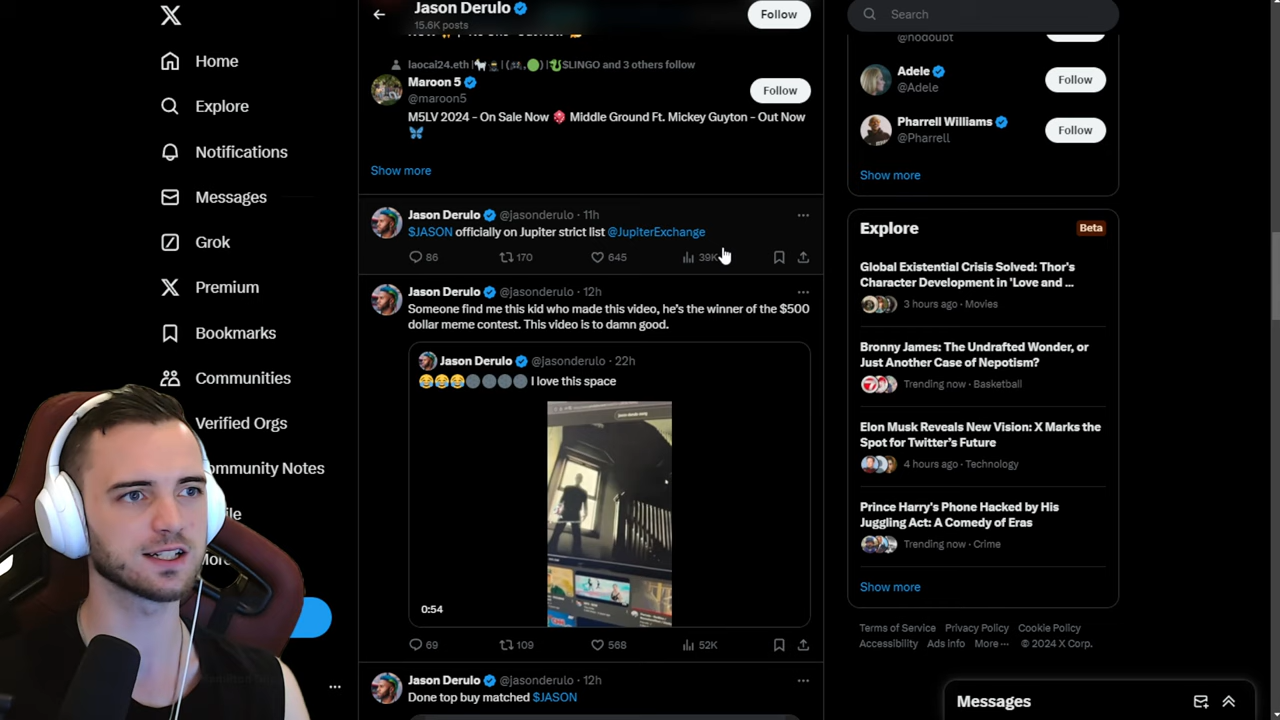 Home
Explore
Notifications
Messages
Grok
Premium
Bookmarks
Communities
Verified Orgs
ommunity Notes
Jason Derulo
15.6K posts
Follow
laocal24.eth
SLINGO and 3 others follow
Maroon 5
@maroon5
Follow
M5LV 2024 - On Sale Now 🌹 Middle Ground Ft. Mickey Guyton - Out Now
🦋
Show more
Jason Derulo @jasonderulo · 11h
$JASON officially on Jupiter strict list @JupiterExchange
86 170 645 39K
Jason Derulo @jasonderulo · 12h
Someone find me this kid who made this video, he's the winner of the $500
dollar meme contest. This video is to damn good.
Jason Derulo @jasonderulo · 22h
😂😂😂 I love this space
0:54
69 109 568 52K
Jason Derulo @jasonderulo · 12h
Done top buy matched $JASON
Search
@nodoubt
Adele
@Adele
Follow
Pharrell Williams
@Pharrell
Follow
Show more
Explore
Beta
Global Existential Crisis Solved: Thor's
Character Development in 'Love and ...
3 hours ago · Movies
Bronny James: The Undrafted Wonder, or
Just Another Case of Nepotism?
Trending now · Basketball
Elon Musk Reveals New Vision: X Marks the
Spot for Twitter's Future
4 hours ago · Technology
Prince Harry's Phone Hacked by His
Juggling Act: A Comedy of Eras
Trending now · Crime
Show more
Terms of Service Privacy Policy Cookie Policy
Accessibility Ads info More ··· © 2024 X Corp.
Messages